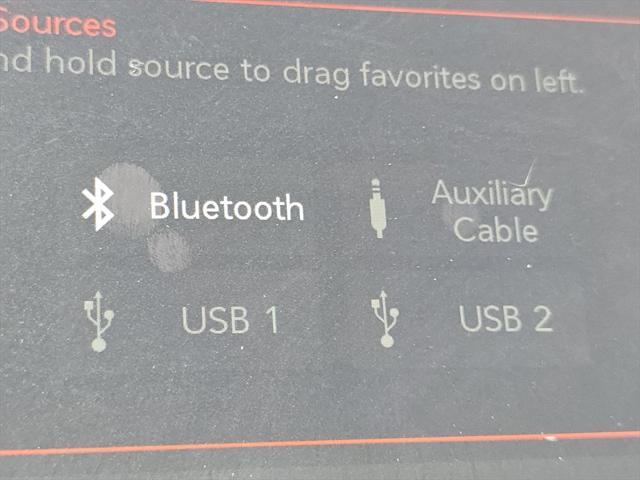 Sources
nd hold source to drag favorites on left.
Bluetooth
Auxiliary
Cable
USB 1
USB 2